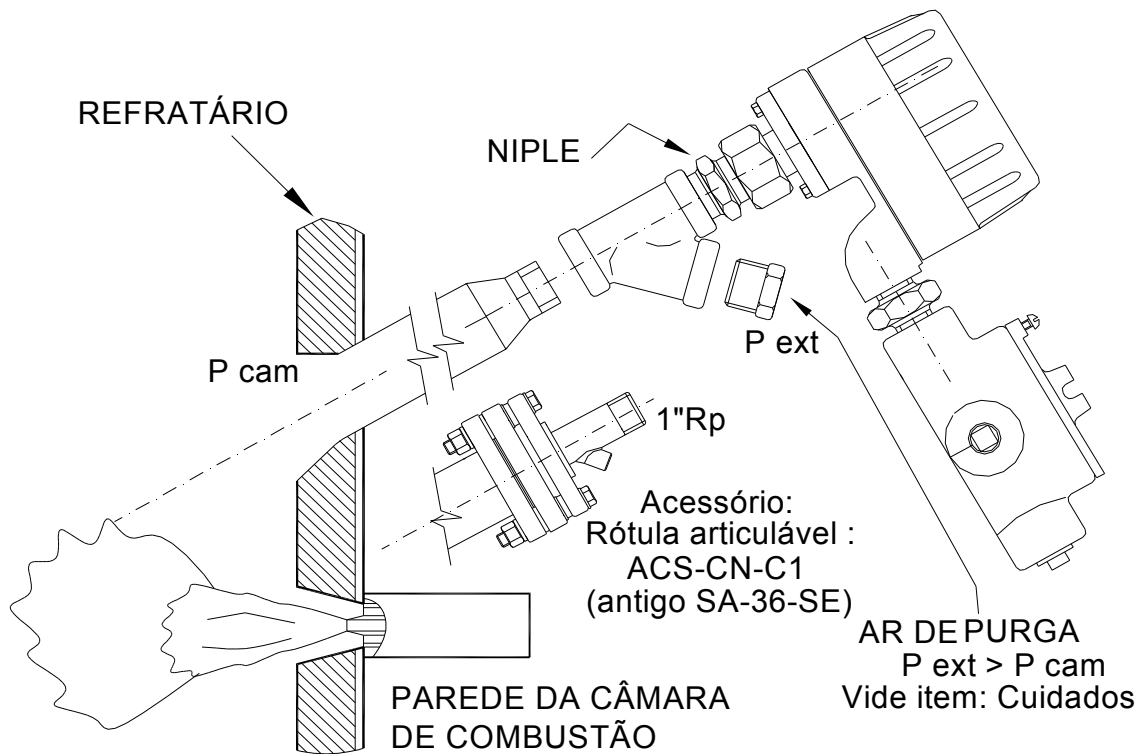 REFRATÁRIO
NIPLE
P cam
P ext
1"Rp
Acessório:
Rótula articulável :
ACS-CN-C1
(antigo SA-36-SE)
AR DE PURGA
P ext > P cam
Vide item: Cuidados
PAREDE DA CÂMARA
DE COMBUSTÃO